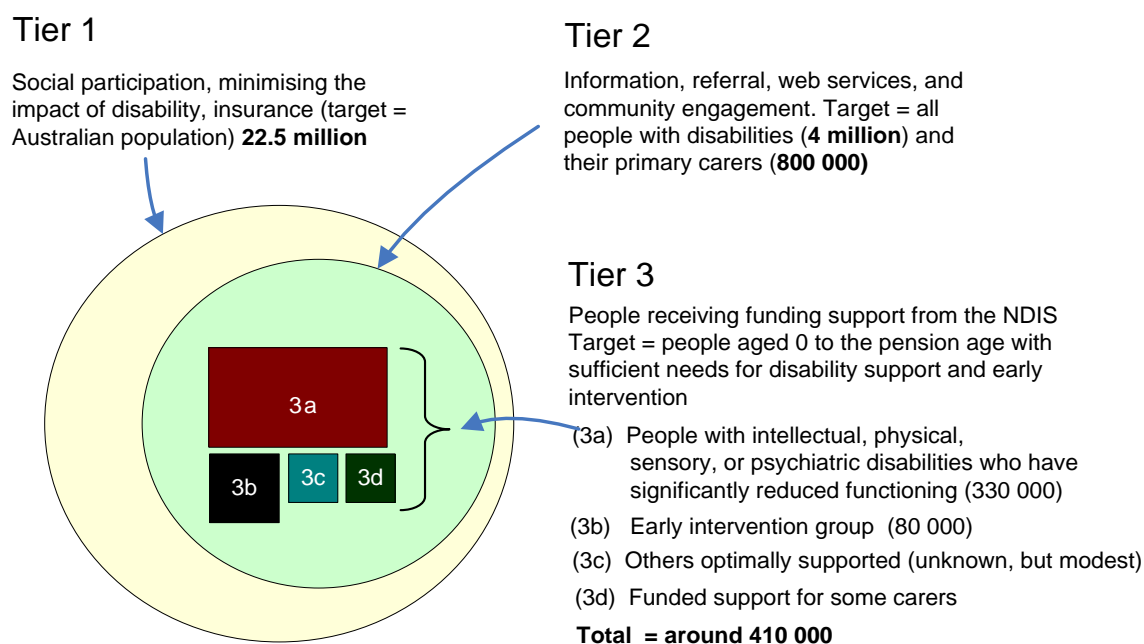 Tier 1
Social participation, minimising the
impact of disability, insurance (target =
Australian population) 22.5 million
Tier 2
Information, referral, web services, and
community engagement. Target = all
people with disabilities (4 million) and
their primary carers (800 000)
Tier 3
People receiving funding support from the NDIS
Target = people aged 0 to the pension age with
sufficient needs for disability support and early
intervention
(3a) People with intellectual, physical,
sensory, or psychiatric disabilities who have
significantly reduced functioning (330 000)
(3b) Early intervention group (80 000)
(3c) Others optimally supported (unknown, but modest)
(3d) Funded support for some carers
Total = around 410 000
3a
3b
3c
3d